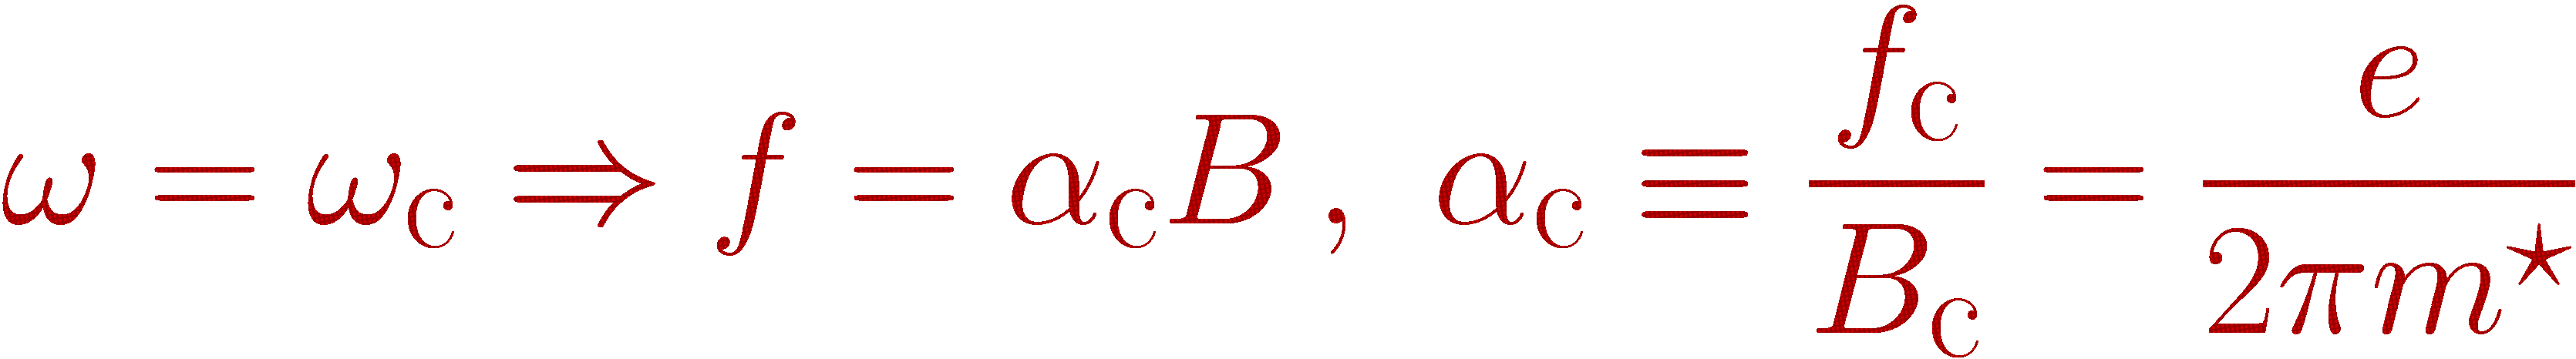 ω = ω_c ⇒ f = α_c B , α_c ≡ f_c / B_c = e / 2πm^⋆